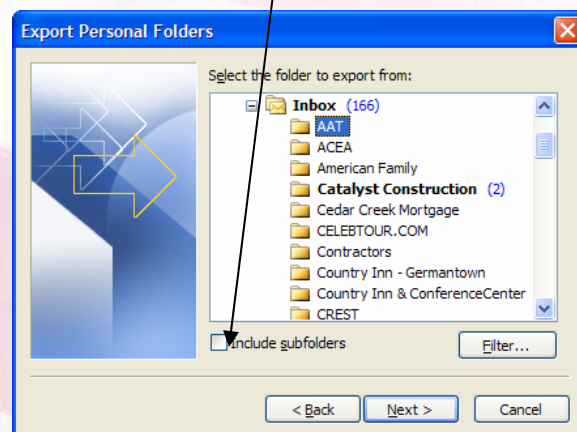 Export Personal Folders
Select the folder to export from:
Inbox (166)
AAT
ACEA
American Family
Catalyst Construction (2)
Cedar Creek Mortgage
CELEBTOUR.COM
Contractors
Country Inn - Germantown
Country Inn & ConferenceCenter
CREST
Include subfolders
Filter...
< Back
Next >
Cancel